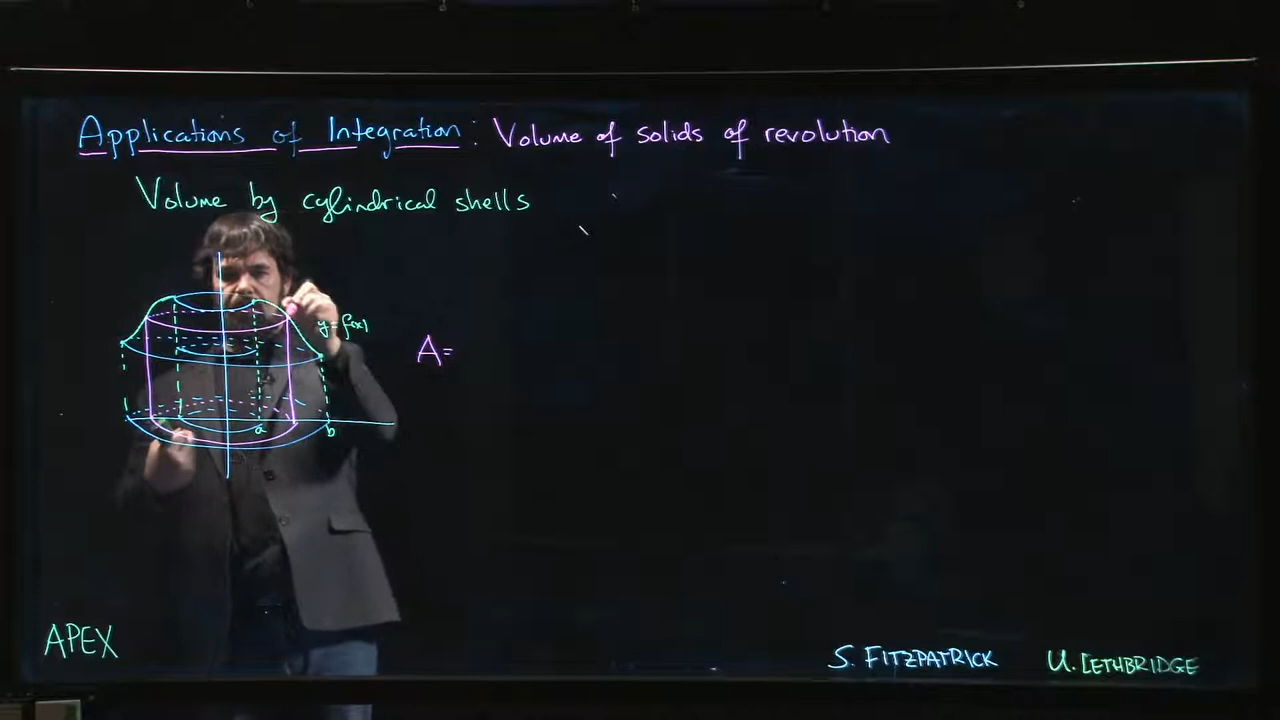 Applications of Integration: Volume of solids of revolution
Volume by cylindrical shells
y=f(x)
A=
a b
APEX
S. FITZPATRICK U. LETHBRIDGE